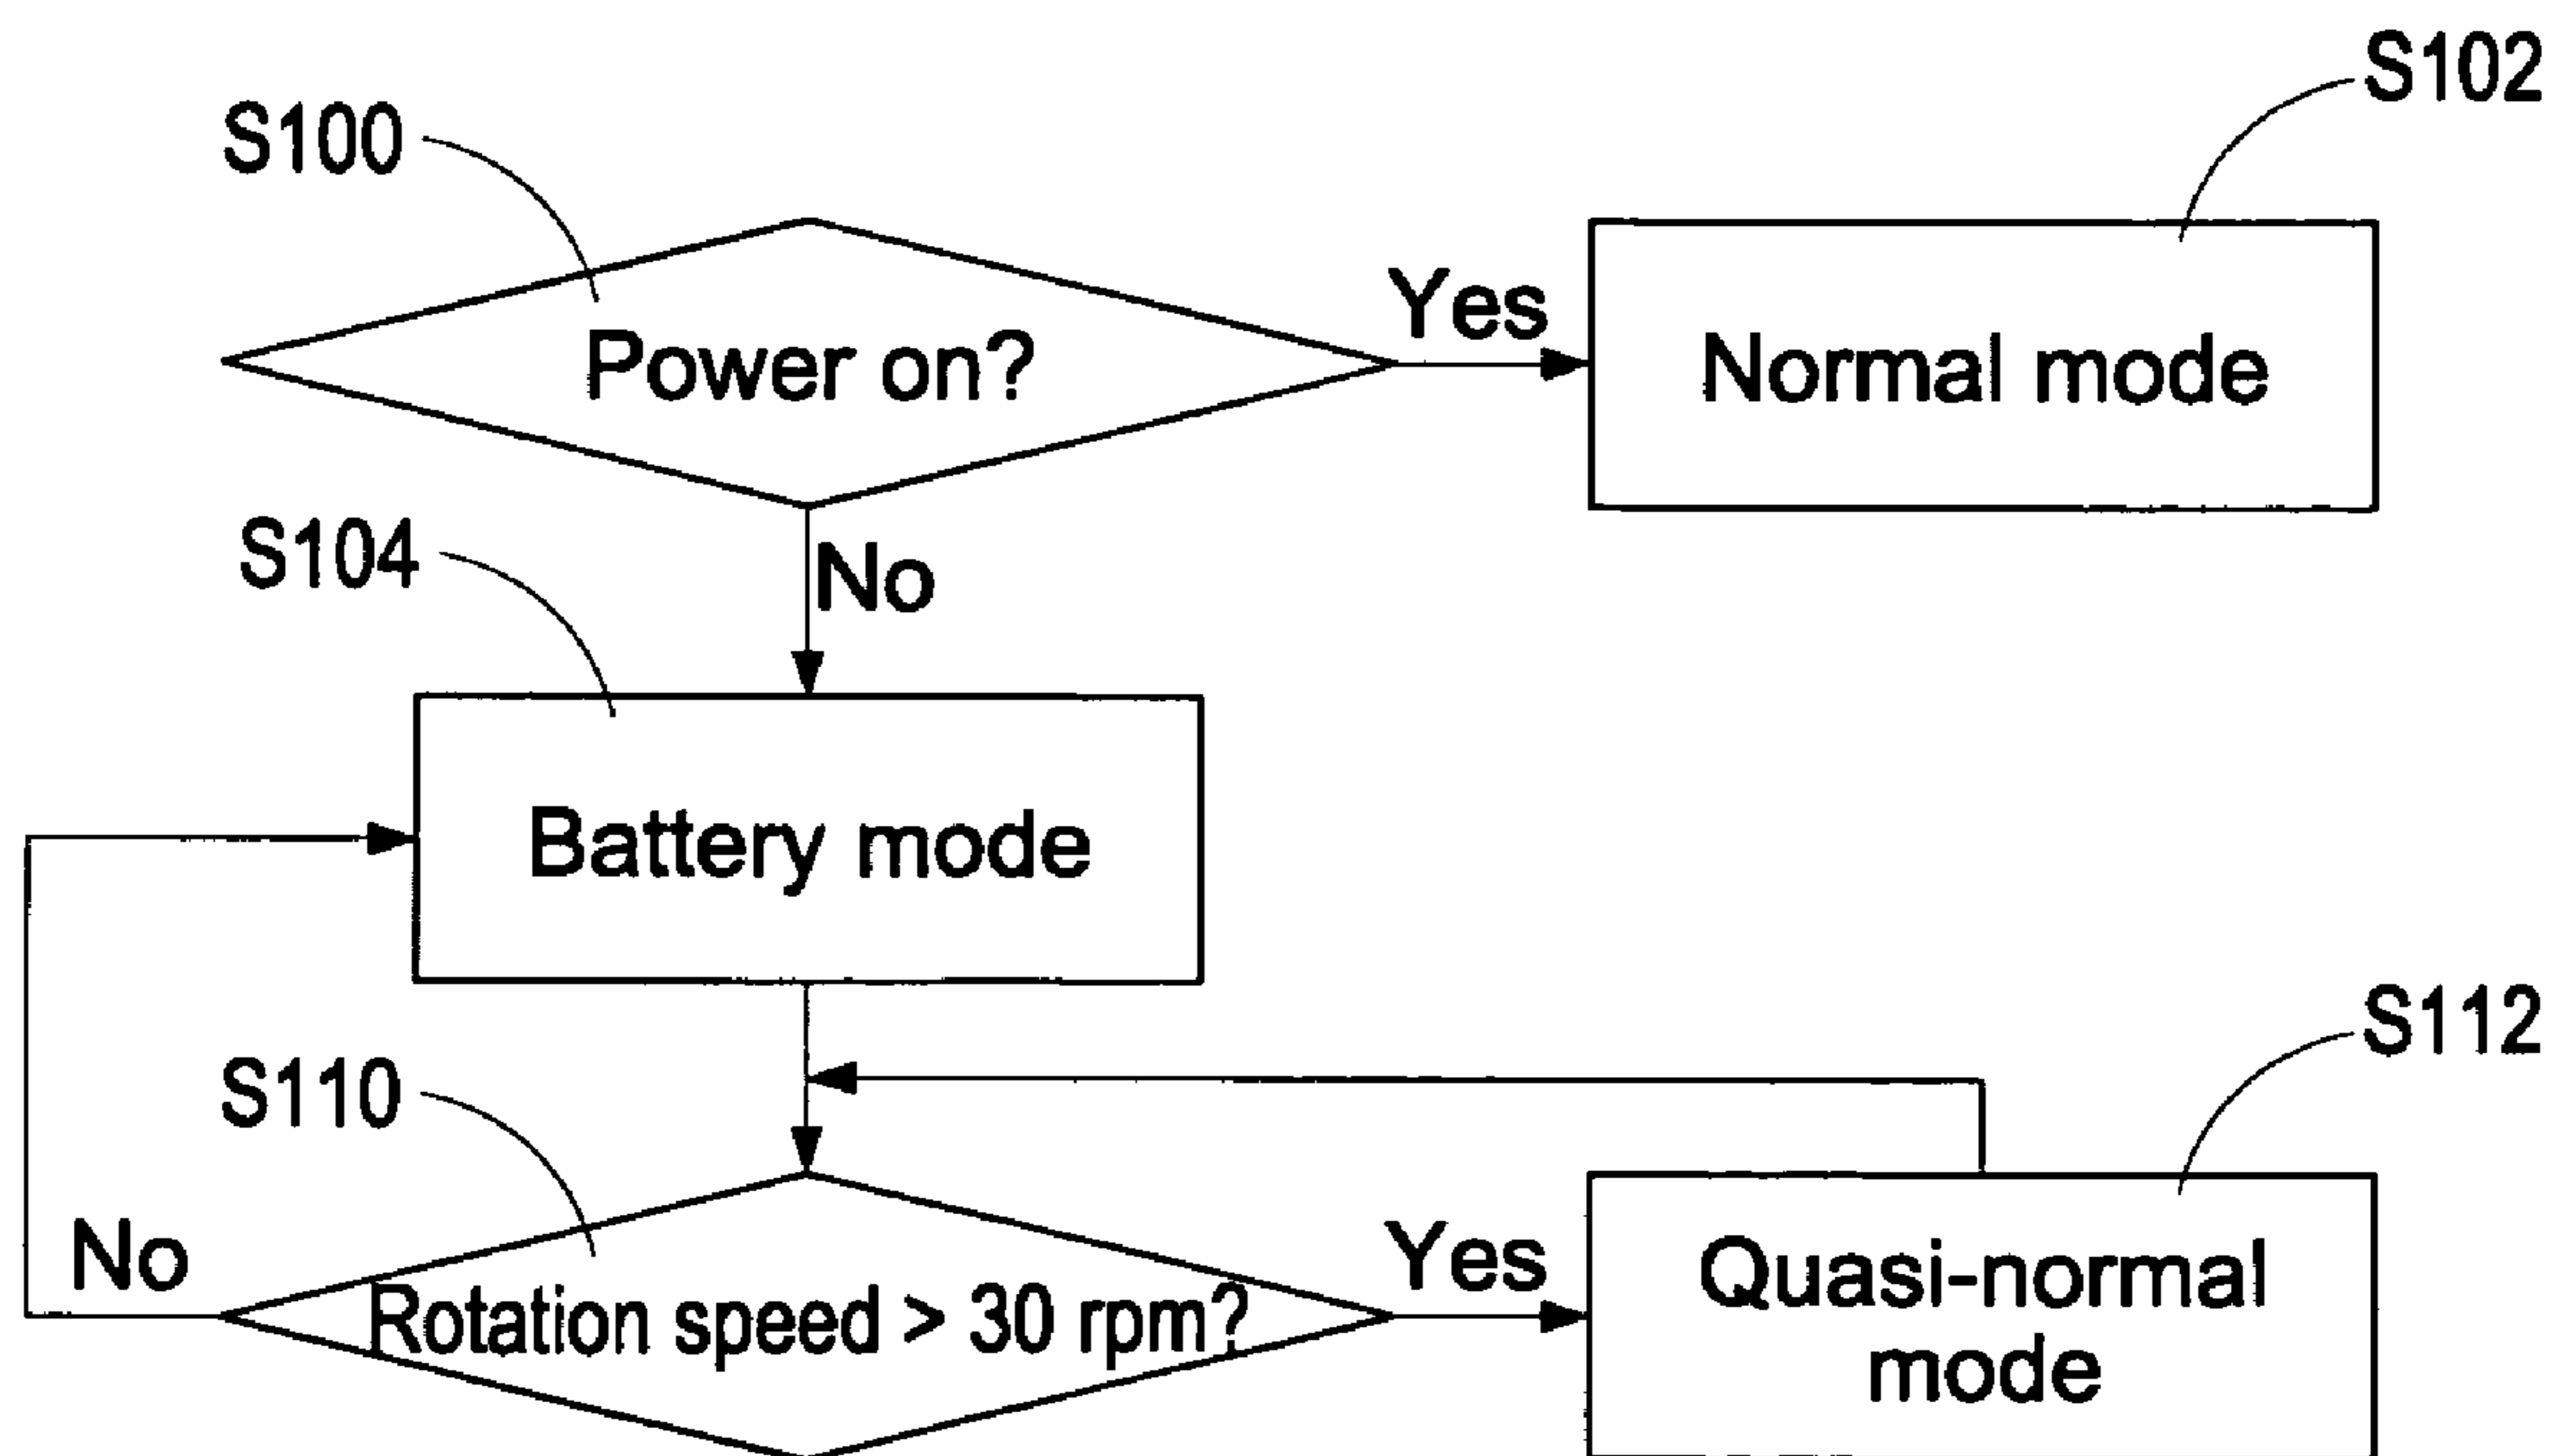 S102
S100
Yes
Power on?
Normal mode
S104
No
Battery mode
S112
S110
No
Yes
Rotation speed > 30 rpm?
Quasi-normal
mode